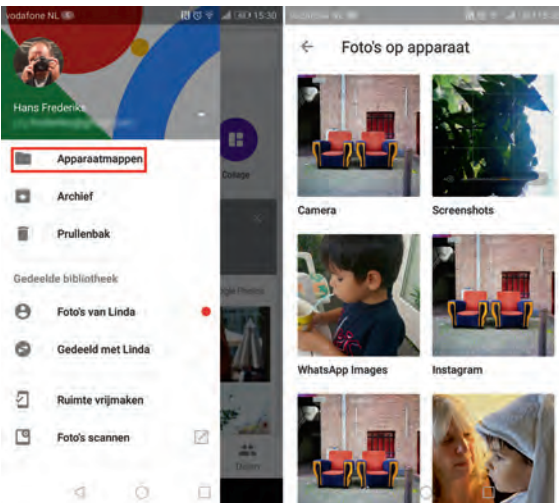 vodafone NL
15:30
Hans Frederiks
Apparaatmappen
Archief
Prullenbak
Gedeelde bibliotheek
Foto's van Linda
Gedeeld met Linda
Ruimte vrijmaken
Foto's scannen
Collage
Delen
vodafone NL
Foto's op apparaat
Camera
Screenshots
WhatsApp Images
Instagram